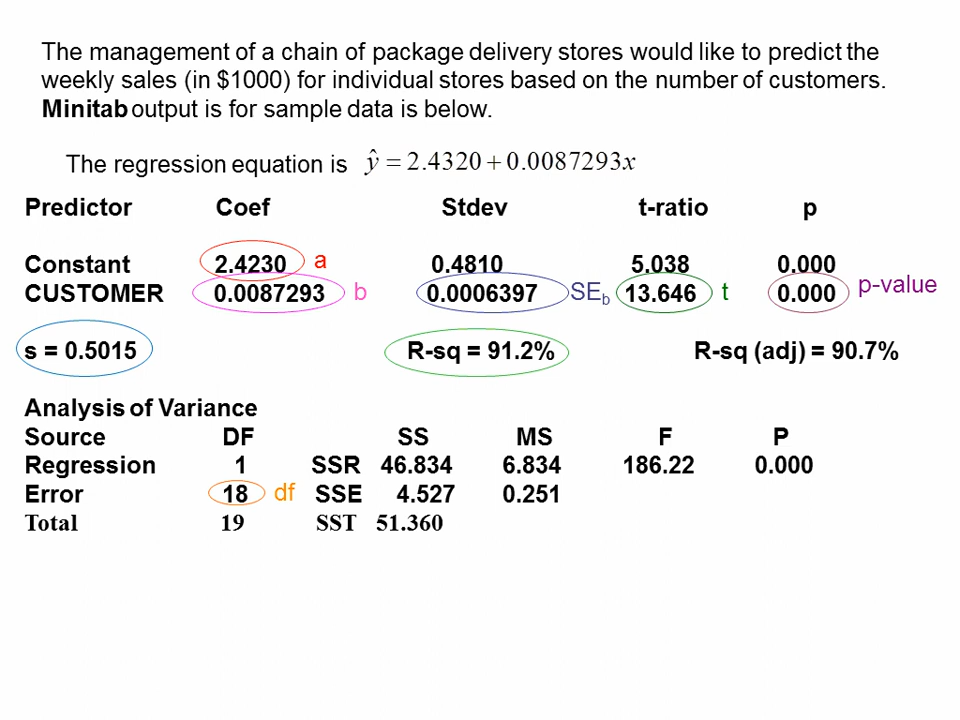 The management of a chain of package delivery stores would like to predict the
weekly sales (in $1000) for individual stores based on the number of customers.
Minitab output is for sample data is below.
The regression equation is ŷ = 2.4320 + 0.0087293x
Predictor Coef Stdev t-ratio p
Constant 2.4230 a 0.4810 5.038 0.000
CUSTOMER 0.0087293 b 0.0006397 SEb 13.646 t 0.000 p-value
s = 0.5015 R-sq = 91.2% R-sq (adj) = 90.7%
Analysis of Variance
Source DF SS MS F P
Regression 1 SSR 46.834 6.834 186.22 0.000
Error 18 df SSE 4.527 0.251
Total 19 SST 51.360